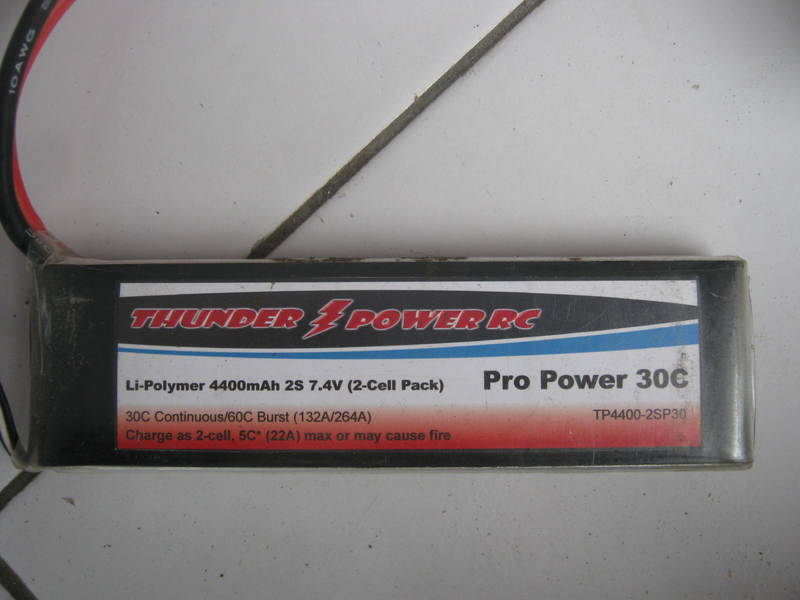 10AWG
THUNDER POWER RC
Li-Polymer 4400mAh 2S 7.4V (2-Cell Pack)
Pro Power 30C
30C Continuous/60C Burst (132A/264A)
TP4400-2SP30
Charge as 2-cell, 5C* (22A) max or may cause fire